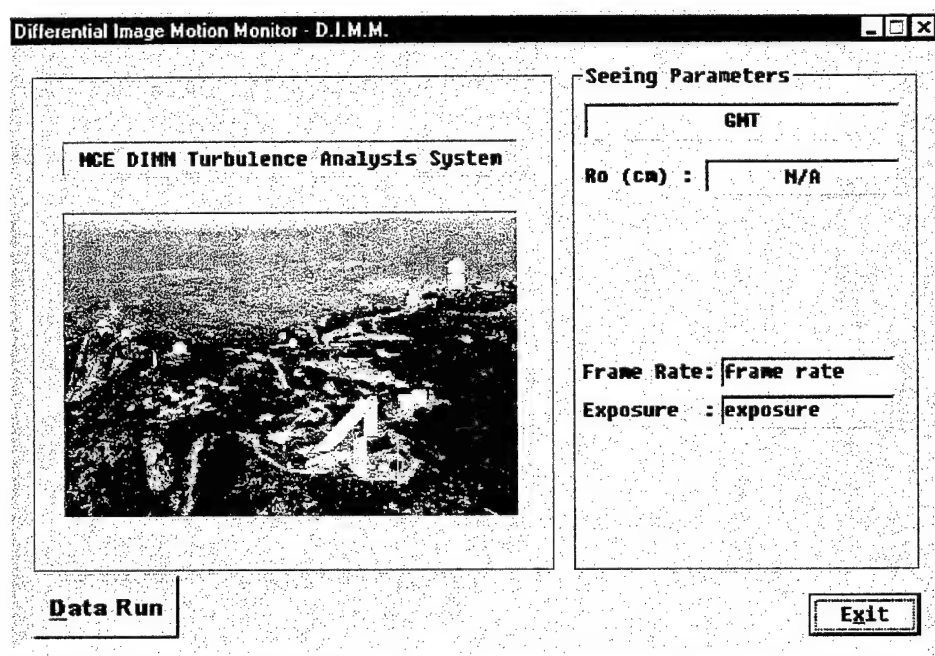 Differential Image Motion Monitor - D.I.M.M.
MCE DIMM Turbulence Analysis System
Data Run
Seeing Parameters
GMT
Ro (cm) : N/A
Frame Rate: frame rate
Exposure : exposure
Exit